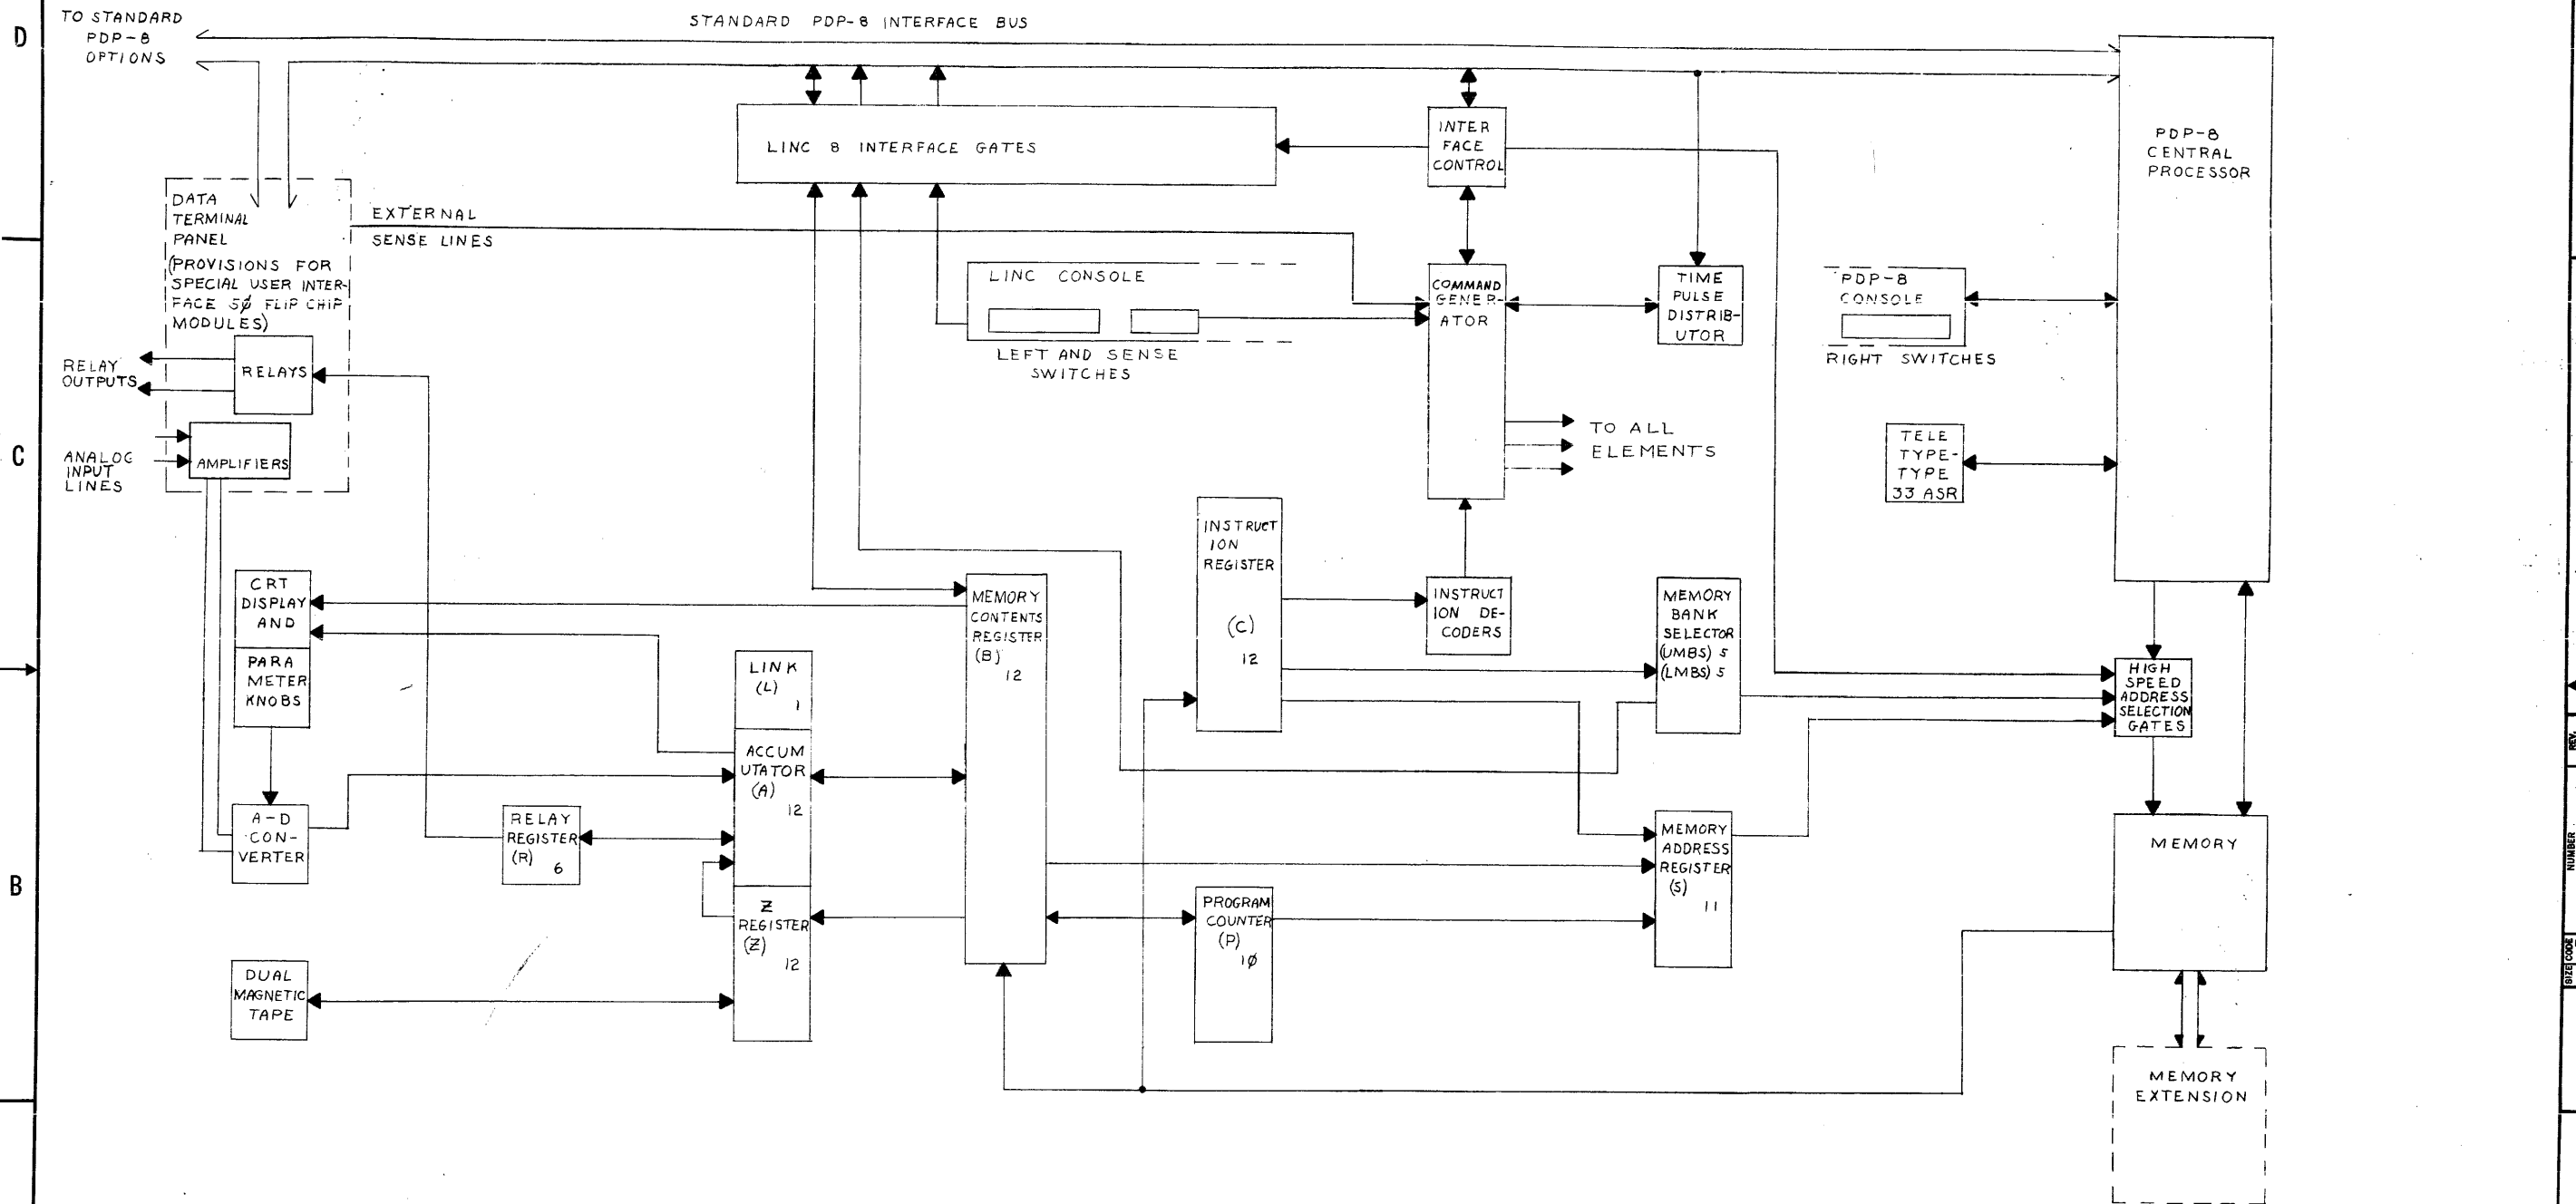 D
TO STANDARD
PDP-8
OPTIONS
STANDARD PDP-8 INTERFACE BUS
LINC 8 INTERFACE GATES
INTER
FACE
CONTROL
PDP-8
CENTRAL
PROCESSOR
DATA
TERMINAL
PANEL
(PROVISIONS FOR
SPECIAL USER INTER-
FACE 5Ø FLIP CHIP
MODULES)
EXTERNAL
SENSE LINES
LINC CONSOLE
LEFT AND SENSE
SWITCHES
COMMAND
GENER-
ATOR
TIME
PULSE
DISTRIB-
UTOR
PDP-8
CONSOLE
RIGHT SWITCHES
RELAY
OUTPUTS
RELAYS
C
ANALOG
INPUT
LINES
AMPLIFIERS
TO ALL
ELEMENTS
TELE
TYPE-
TYPE
33 ASR
INSTRUCT
ION
REGISTER
(C)
12
INSTRUCT
ION DE-
CODERS
MEMORY
BANK
SELECTOR
(UMBS) 5
(LMBS) 5
CRT
DISPLAY
AND
PARA
METER
KNOBS
MEMORY
CONTENTS
REGISTER
(B)
12
LINK
(L)
1
ACCUM
UTATOR
(A)
12
HIGH
SPEED
ADDRESS
SELECTION
GATES
REV.
A-D
CON-
VERTER
RELAY
REGISTER
(R)
6
MEMORY
ADDRESS
REGISTER
(S)
11
MEMORY
NUMBER
B
Z
REGISTER
(Z)
12
PROGRAM
COUNTER
(P)
1Ø
SIZE CODE
DUAL
MAGNETIC
TAPE
MEMORY
EXTENSION